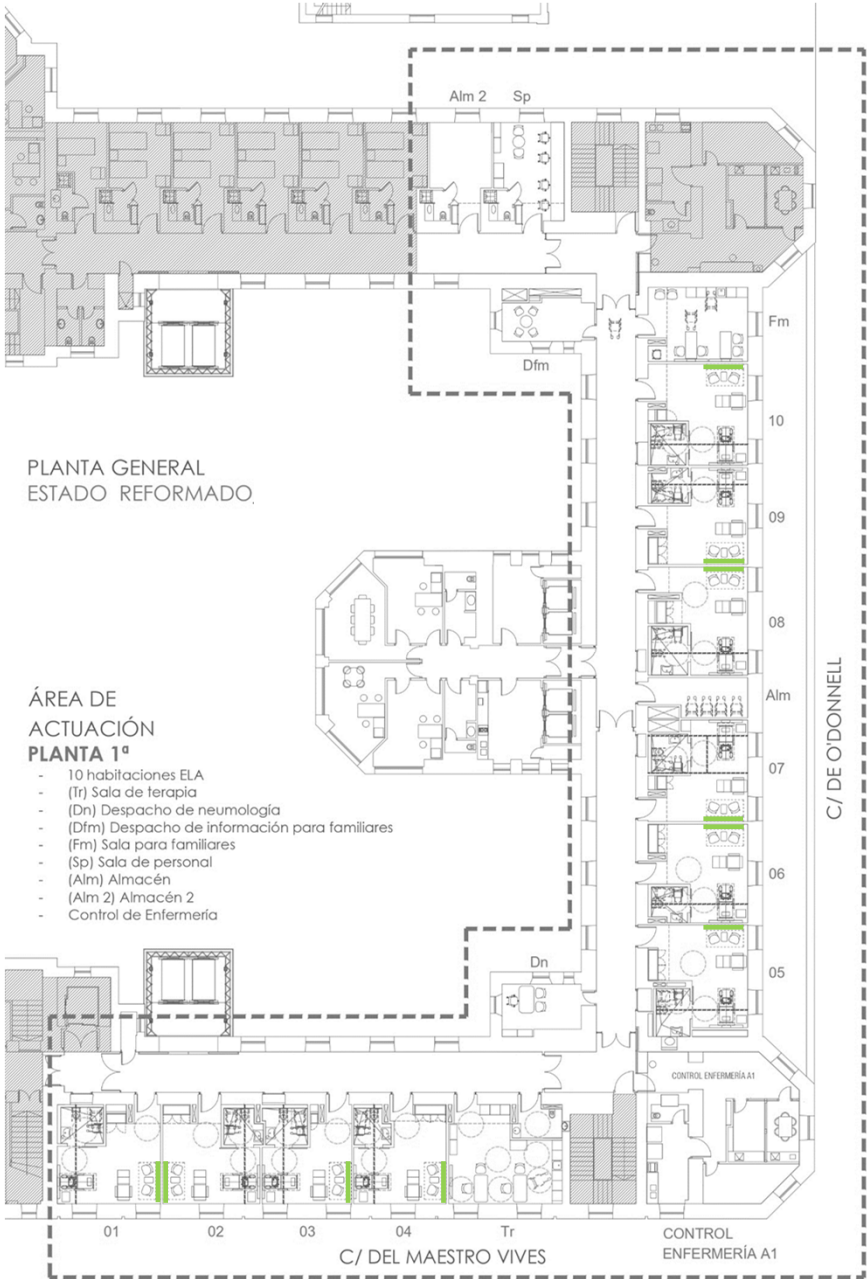 Alm 2 Sp
Fm
Dfm
10
PLANTA GENERAL
ESTADO REFORMADO
09
08
C/ DE O'DONNELL
ÁREA DE
ACTUACIÓN
PLANTA 1ª
- 10 habitaciones ELA
- (Tr) Sala de terapia
- (Dn) Despacho de neumología
- (Dfm) Despacho de información para familiares
- (Fm) Sala para familiares
- (Sp) Sala de personal
- (Alm) Almacén
- (Alm 2) Almacén 2
- Control de Enfermería
Alm
07
06
05
Dn
CONTROL ENFERMERÍA A1
01 02 03 04 Tr
CONTROL
ENFERMERÍA A1
C/ DEL MAESTRO VIVES